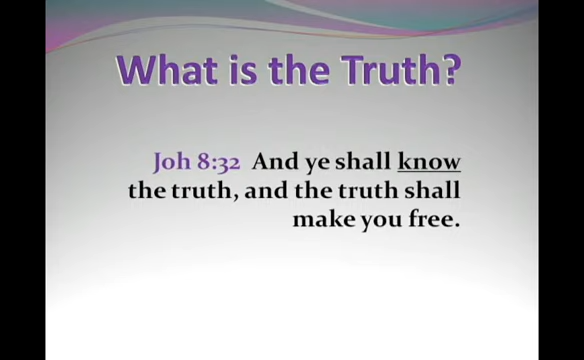 What is the Truth?
Joh 8:32 And ye shall know
the truth, and the truth shall
make you free.